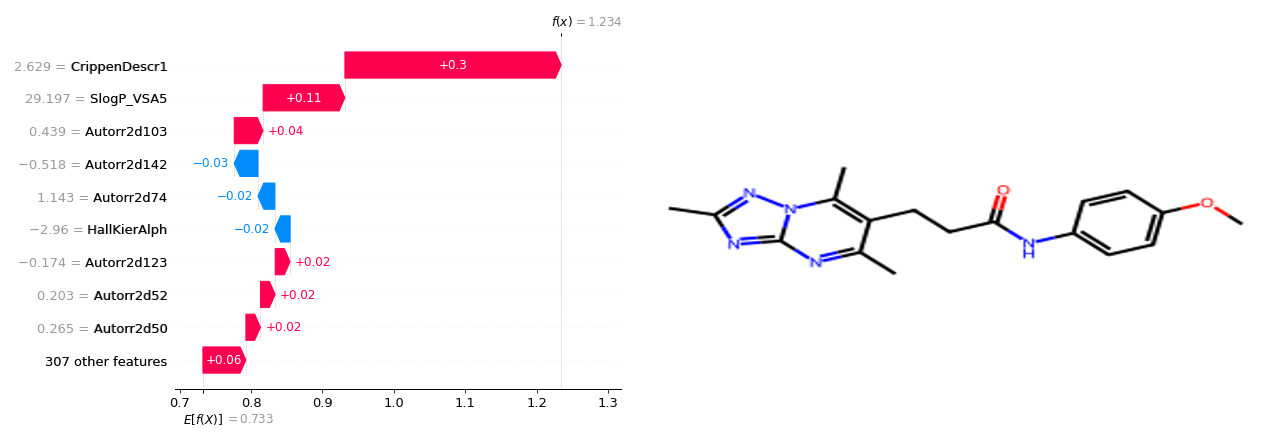 f(x) = 1.234
2.629 = CrippenDescr1
+0.3
29.197 = SlogP_VSA5
+0.11
0.439 = Autorr2d103
+0.04
−0.518 = Autorr2d142
−0.03
1.143 = Autorr2d74
−0.02
−2.96 = HallKierAlph
−0.02
−0.174 = Autorr2d123
+0.02
0.203 = Autorr2d52
+0.02
0.265 = Autorr2d50
+0.02
307 other features
+0.06
0.7 0.8 0.9 1.0 1.1 1.2 1.3
E[f(X)] = 0.733
N
N
N
N
O
N
H
O